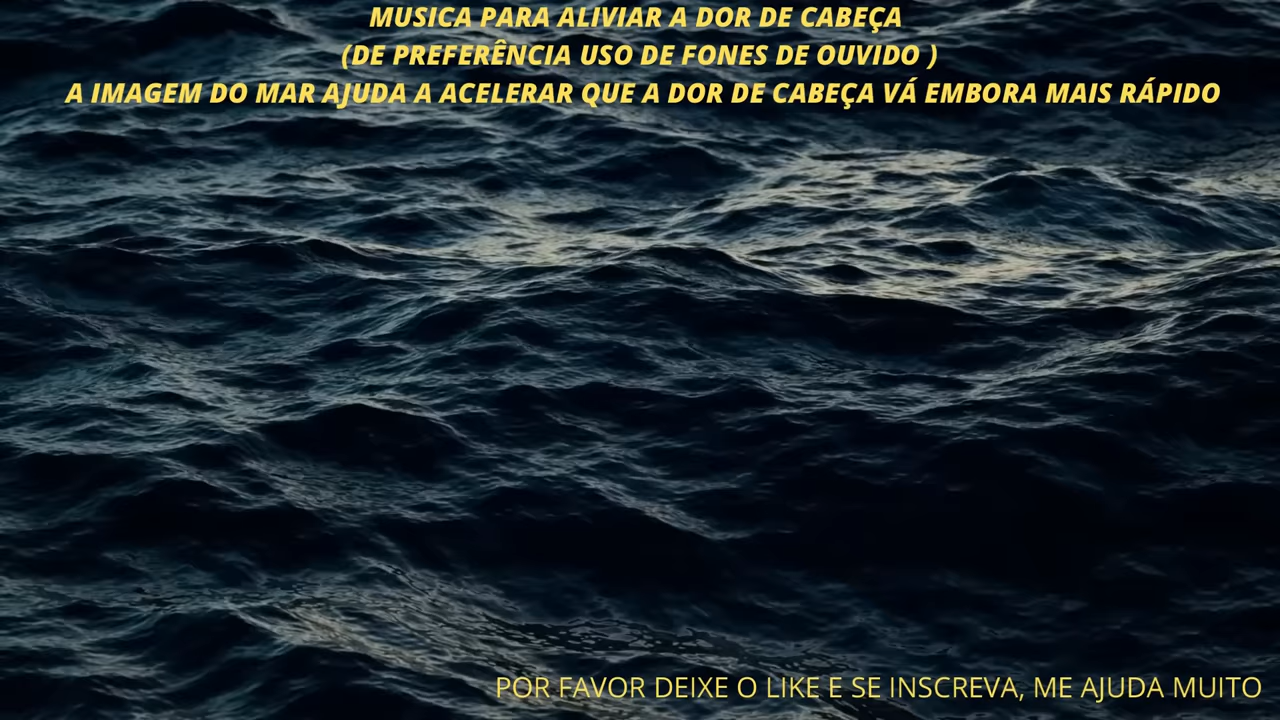 MUSICA PARA ALIVIAR A DOR DE CABEÇA
(DE PREFERÊNCIA USO DE FONES DE OUVIDO )
A IMAGEM DO MAR AJUDA A ACELERAR QUE A DOR DE CABEÇA VÁ EMBORA MAIS RÁPIDO
POR FAVOR DEIXE O LIKE E SE INSCREVA, ME AJUDA MUITO